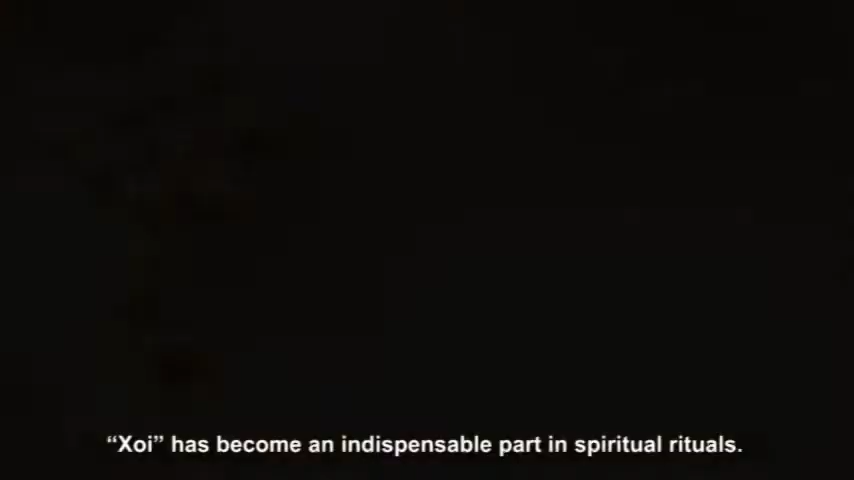 “Xoi” has become an indispensable part in spiritual rituals.